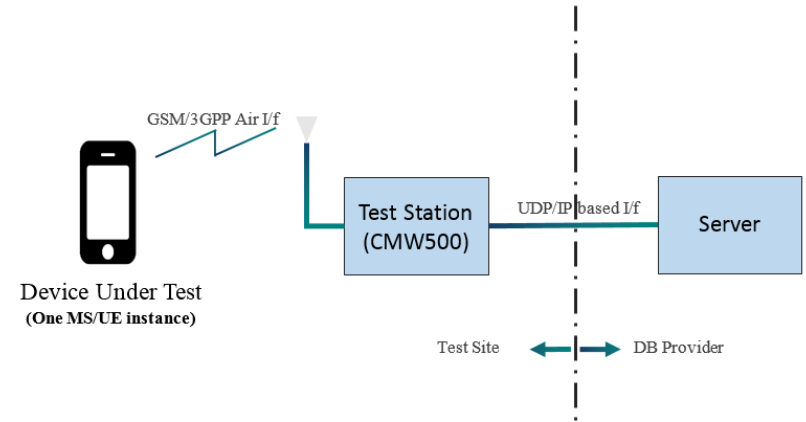 GSM/3GPP Air I/f
Test Station
(CMW500)
UDP/IP based I/f
Server
Device Under Test
(One MS/UE instance)
Test Site
DB Provider